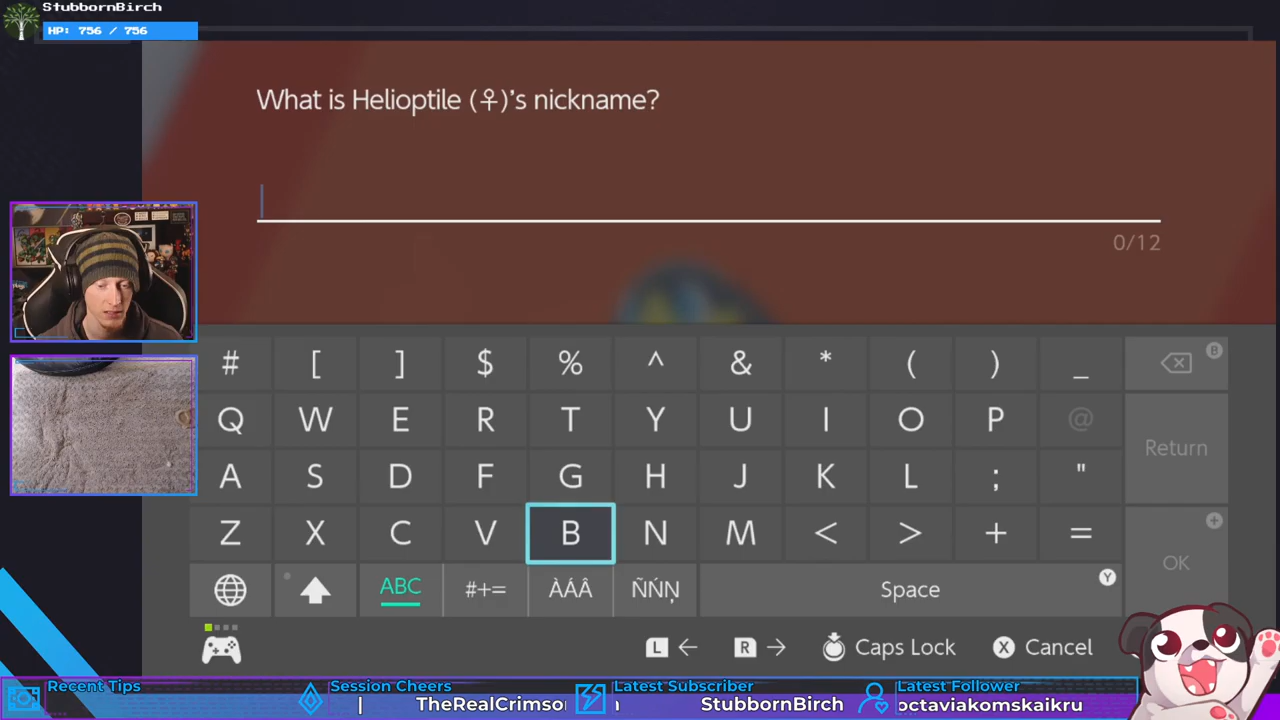 StubbornBirch
HP: 756 / 756
What is Helioptile (♀)'s nickname?
0/12
# [ ] $ % ^ & * ( ) _ B
Q W E R T Y U I O P @ Return
A S D F G H J K L ; "
Z X C V B N M < > + = OK +
ABC #+= ÀÁÂ ÑŃŅ Space Y
L ← R → Caps Lock X Cancel
Recent Tips Session Cheers Latest Subscriber Latest Follower
TheRealCrimso StubbornBirch octaviakomskaikru